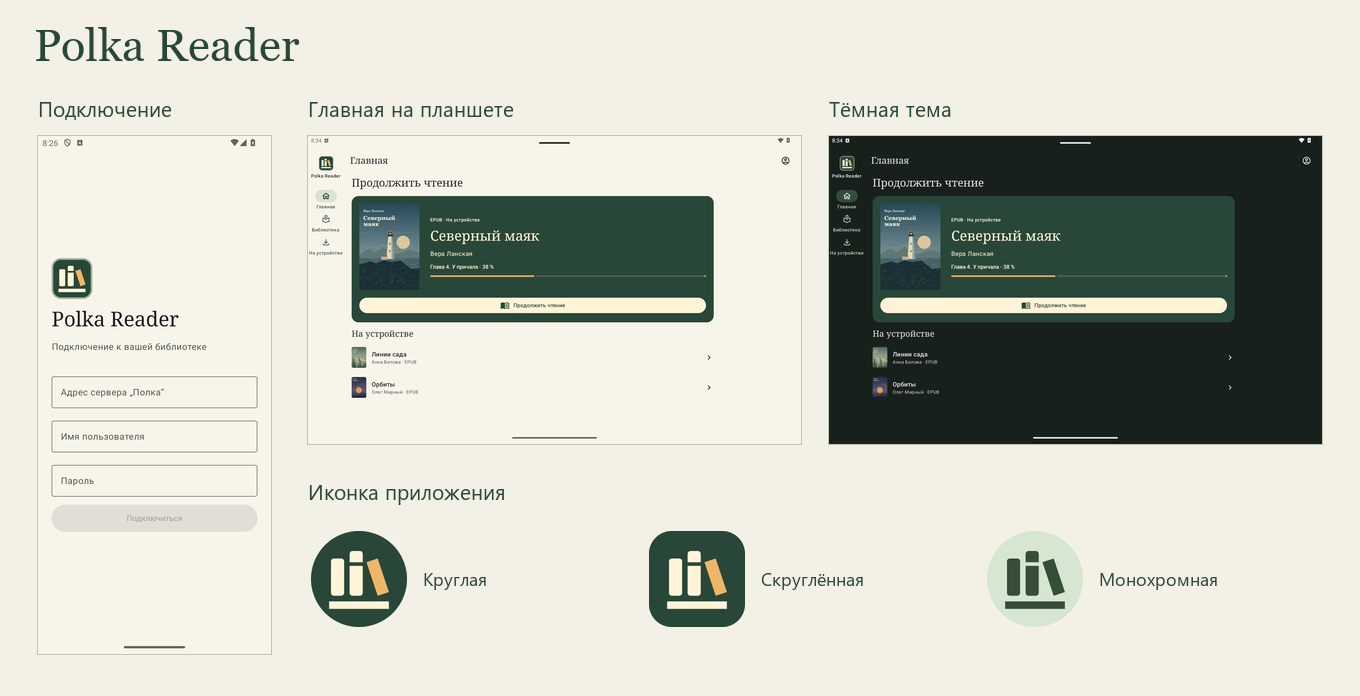 Polka Reader
Подключение
8:26
Polka Reader
Подключение к вашей библиотеке
Адрес сервера „Полка“
Имя пользователя
Пароль
Подключиться
Главная на планшете
8:34
Polka Reader
Главная
Библиотека
На устройстве
Главная
Продолжить чтение
Вера Ланская
Северный
маяк
EPUB · На устройстве
Северный маяк
Вера Ланская
Глава 4. У причала · 38 %
Продолжить чтение
На устройстве
Линии сада
Анна Белова · EPUB
Орбиты
Олег Мирный · EPUB
Тёмная тема
8:34
Polka Reader
Главная
Библиотека
На устройстве
Главная
Продолжить чтение
Вера Ланская
Северный
маяк
EPUB · На устройстве
Северный маяк
Вера Ланская
Глава 4. У причала · 38 %
Продолжить чтение
На устройстве
Линии сада
Анна Белова · EPUB
Орбиты
Олег Мирный · EPUB
Иконка приложения
Круглая
Скруглённая
Монохромная